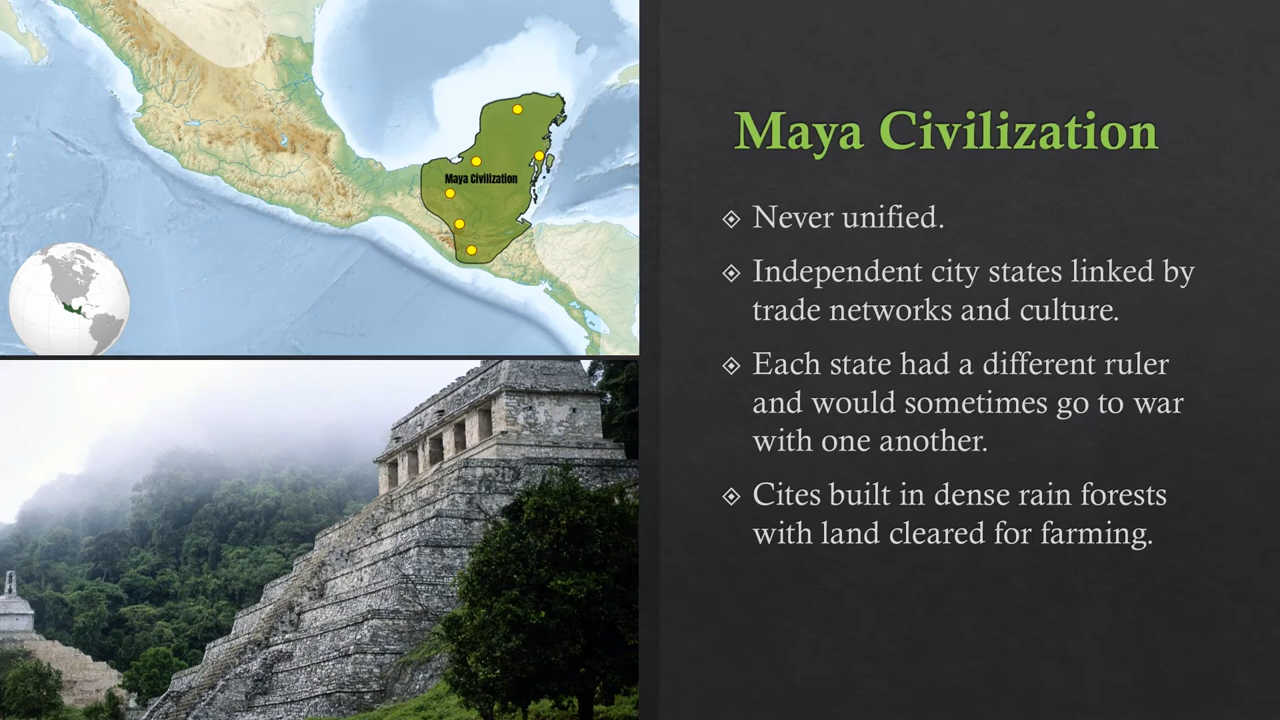 Maya Civilization
Maya Civilization
Never unified.
Independent city states linked by
trade networks and culture.
Each state had a different ruler
and would sometimes go to war
with one another.
Cites built in dense rain forests
with land cleared for farming.